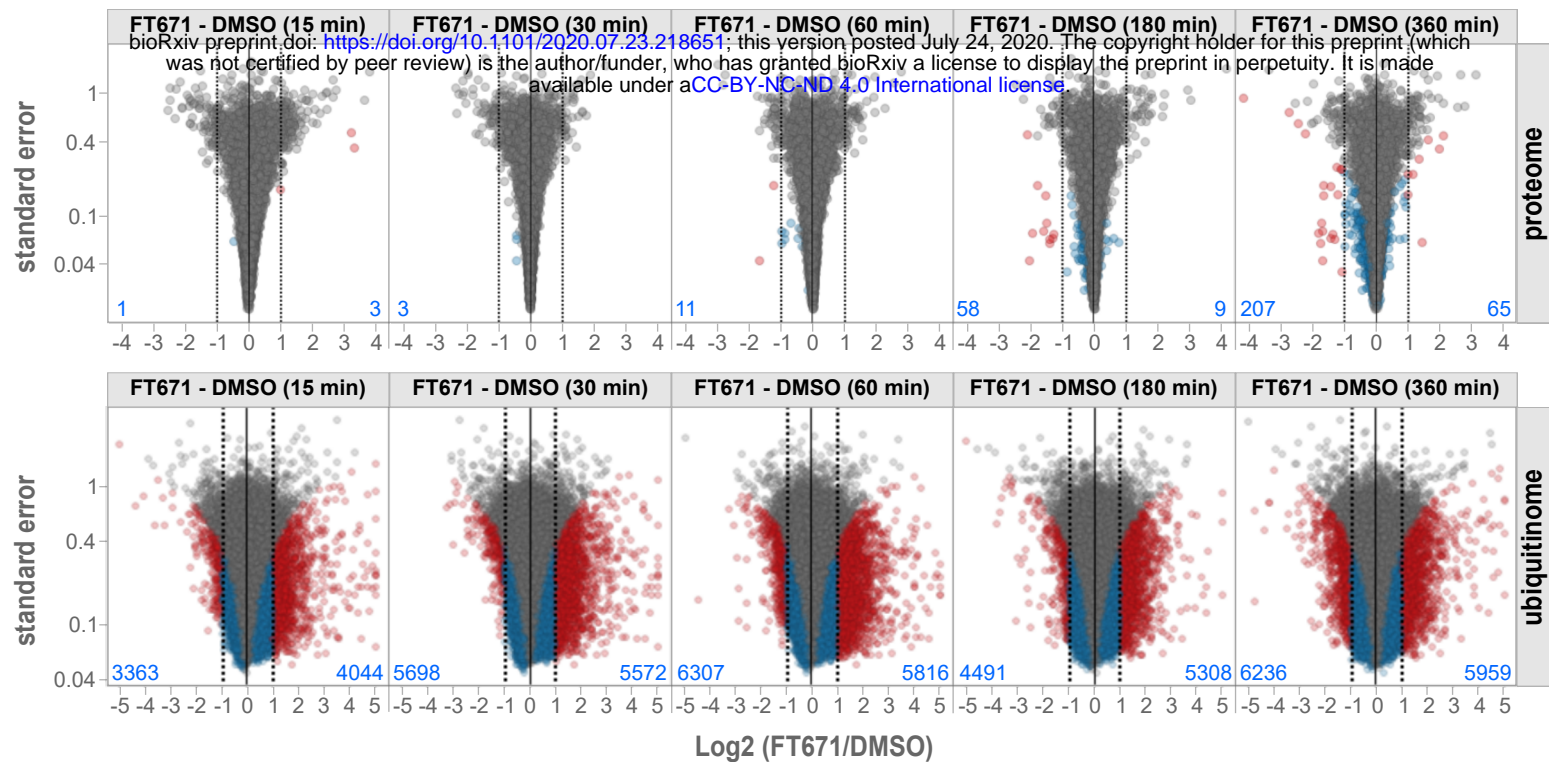 FT671 - DMSO (15 min) FT671 - DMSO (30 min) FT671 - DMSO (60 min) FT671 - DMSO (180 min) FT671 - DMSO (360 min)
bioRxiv preprint doi: https://doi.org/10.1101/2020.07.23.218651; this version posted July 24, 2020. The copyright holder for this preprint (which
was not certified by peer review) is the author/funder, who has granted bioRxiv a license to display the preprint in perpetuity. It is made
available under aCC-BY-NC-ND 4.0 International license.
standard error
1
0.4
0.1
0.04
proteome
1 3 3 11 58 9 207 65
-4 -3 -2 -1 0 1 2 3 4 -4 -3 -2 -1 0 1 2 3 4 -4 -3 -2 -1 0 1 2 3 4 -4 -3 -2 -1 0 1 2 3 4 -4 -3 -2 -1 0 1 2 3 4
FT671 - DMSO (15 min) FT671 - DMSO (30 min) FT671 - DMSO (60 min) FT671 - DMSO (180 min) FT671 - DMSO (360 min)
standard error
1
0.4
0.1
0.04
ubiquitinome
3363 4044 5698 5572 6307 5816 4491 5308 6236 5959
-5 -4 -3 -2 -1 0 1 2 3 4 5 -5 -4 -3 -2 -1 0 1 2 3 4 5 -5 -4 -3 -2 -1 0 1 2 3 4 5 -5 -4 -3 -2 -1 0 1 2 3 4 5 -5 -4 -3 -2 -1 0 1 2 3 4 5
Log2 (FT671/DMSO)